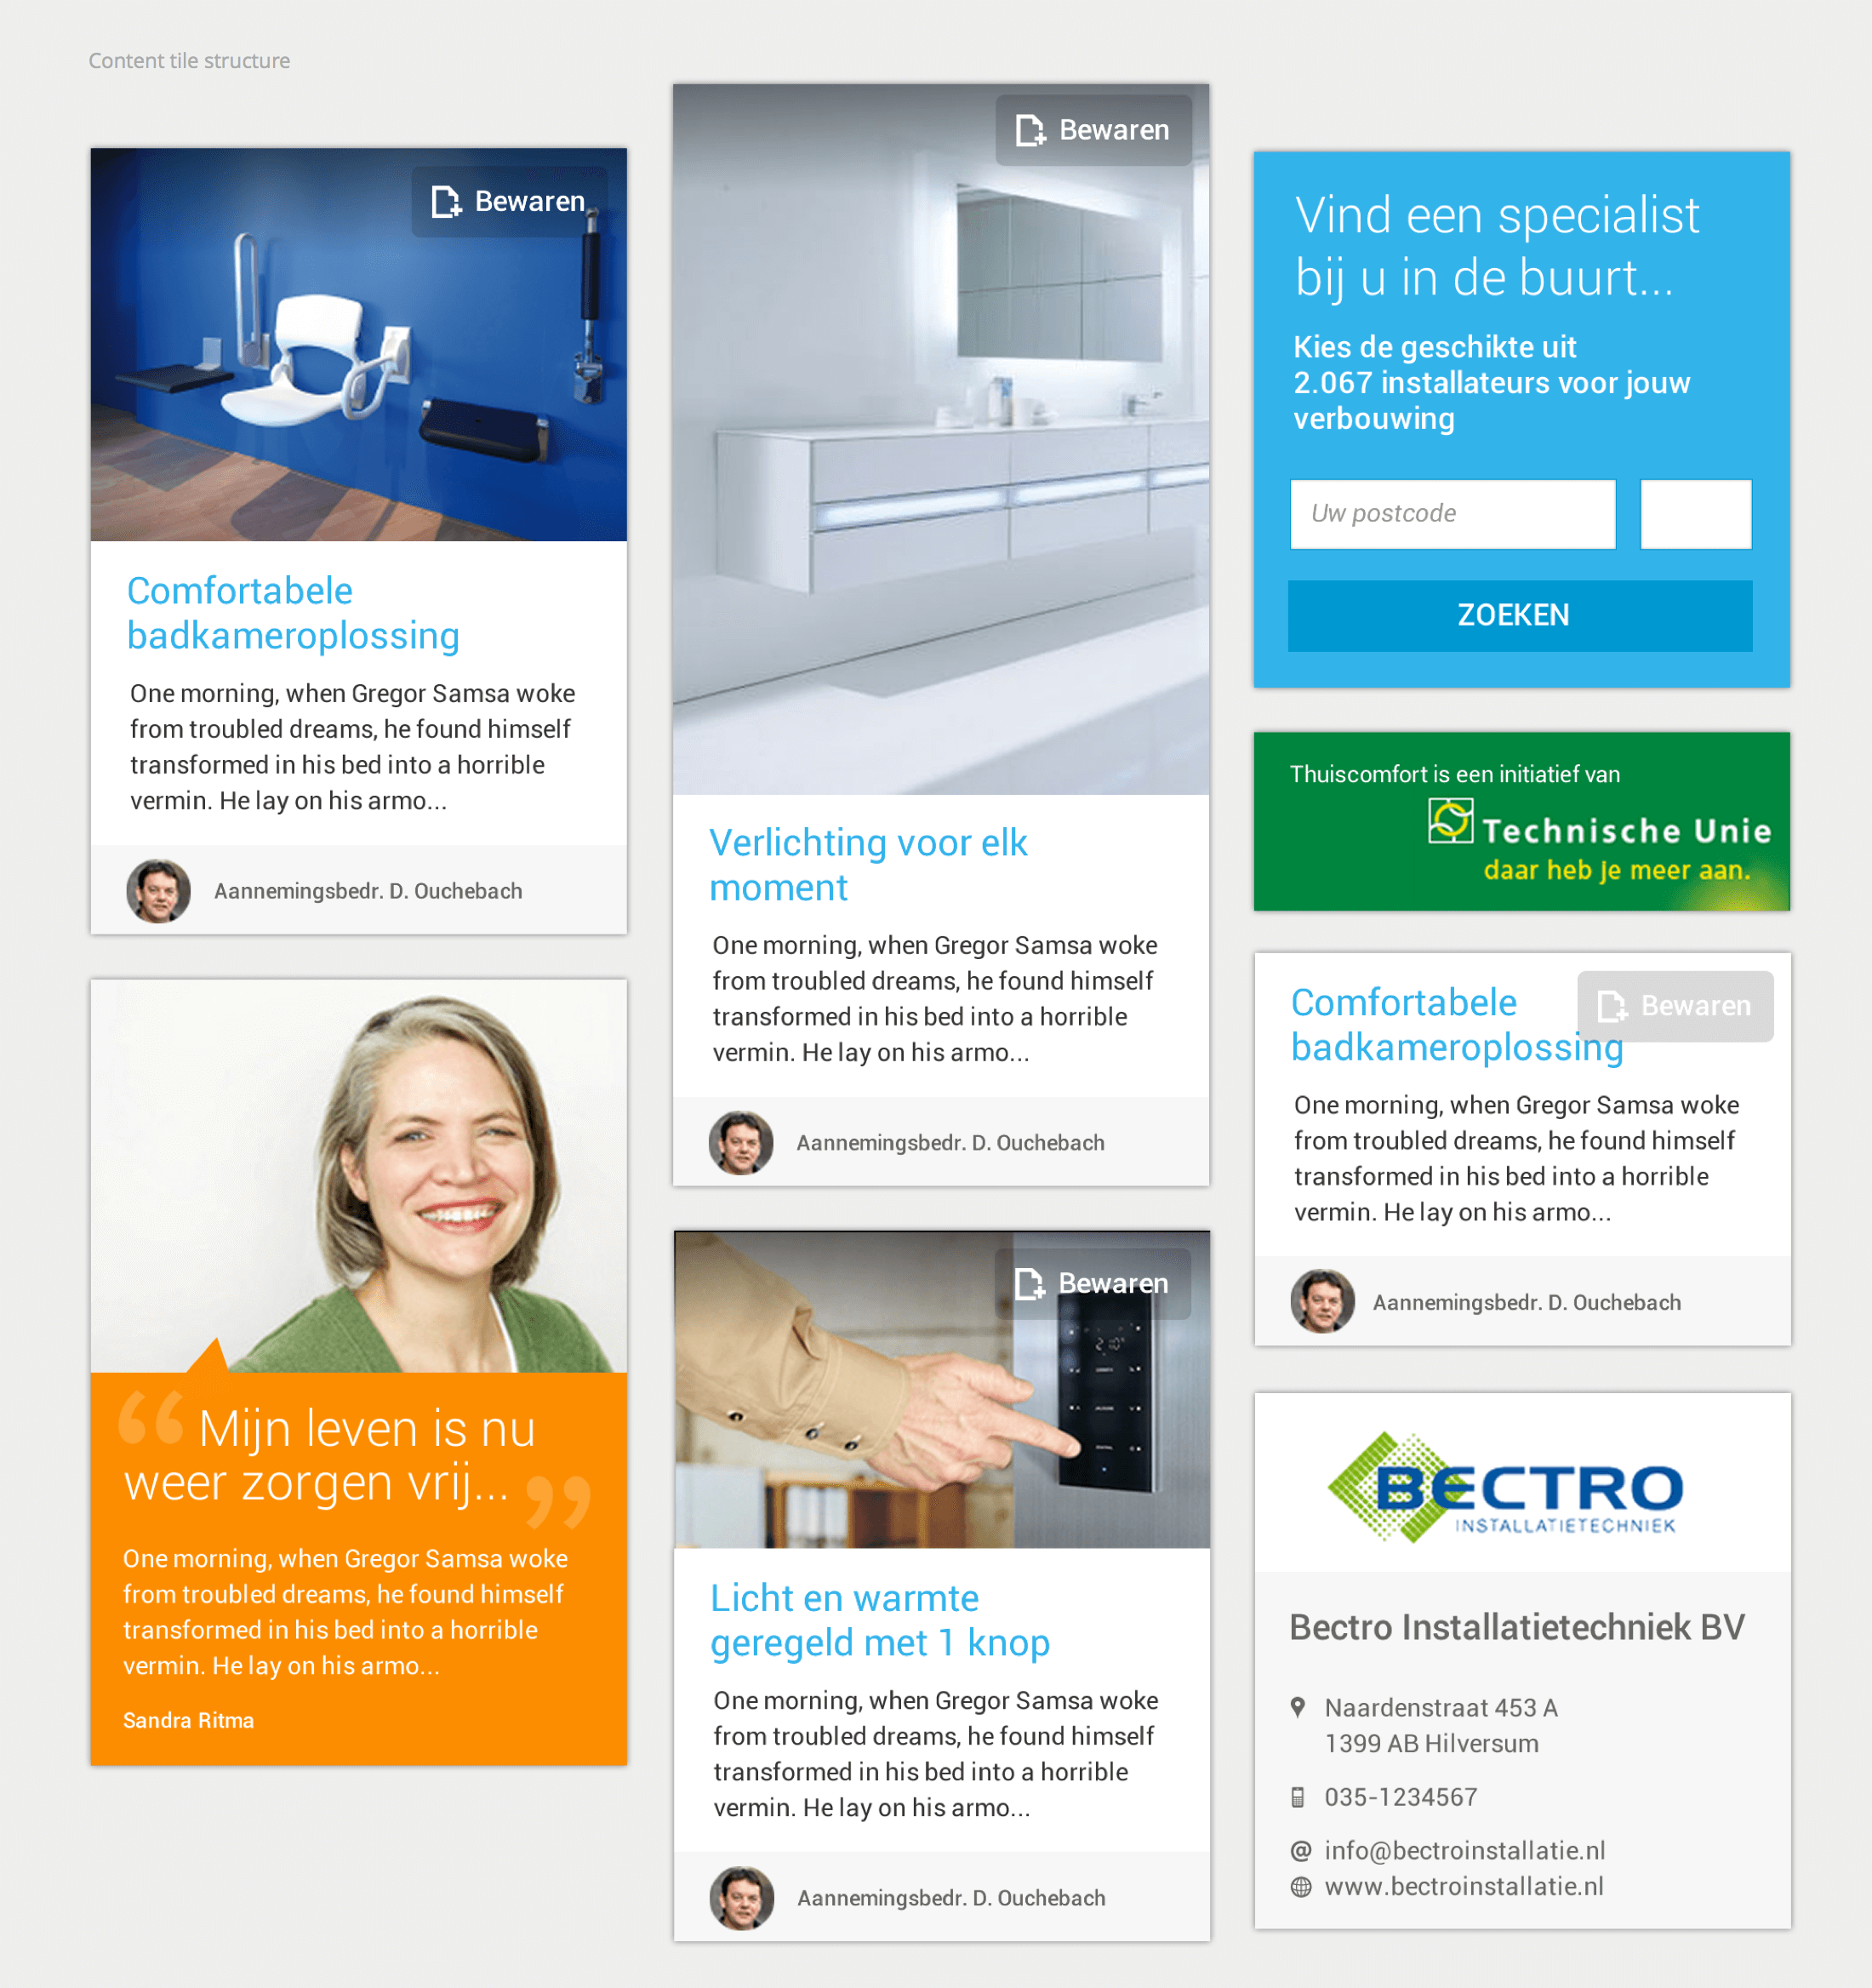 Content tile structure
Bewaren
Comfortabele
badkameroplossing
One morning, when Gregor Samsa woke
from troubled dreams, he found himself
transformed in his bed into a horrible
vermin. He lay on his armo...
Aannemingsbedr. D. Ouchebach
“ Mijn leven is nu
weer zorgen vrij... ”
One morning, when Gregor Samsa woke
from troubled dreams, he found himself
transformed in his bed into a horrible
vermin. He lay on his armo...
Sandra Ritma
Bewaren
Verlichting voor elk
moment
One morning, when Gregor Samsa woke
from troubled dreams, he found himself
transformed in his bed into a horrible
vermin. He lay on his armo...
Aannemingsbedr. D. Ouchebach
Bewaren
Licht en warmte
geregeld met 1 knop
One morning, when Gregor Samsa woke
from troubled dreams, he found himself
transformed in his bed into a horrible
vermin. He lay on his armo...
Aannemingsbedr. D. Ouchebach
Vind een specialist
bij u in de buurt...
Kies de geschikte uit
2.067 installateurs voor jouw
verbouwing
Uw postcode
ZOEKEN
Thuiscomfort is een initiatief van
Technische Unie
daar heb je meer aan.
Bewaren
Comfortabele
badkameroplossing
One morning, when Gregor Samsa woke
from troubled dreams, he found himself
transformed in his bed into a horrible
vermin. He lay on his armo...
Aannemingsbedr. D. Ouchebach
BECTRO
INSTALLATIETECHNIEK
Bectro Installatietechniek BV
Naardenstraat 453 A
1399 AB Hilversum
035-1234567
@ info@bectroinstallatie.nl
www.bectroinstallatie.nl